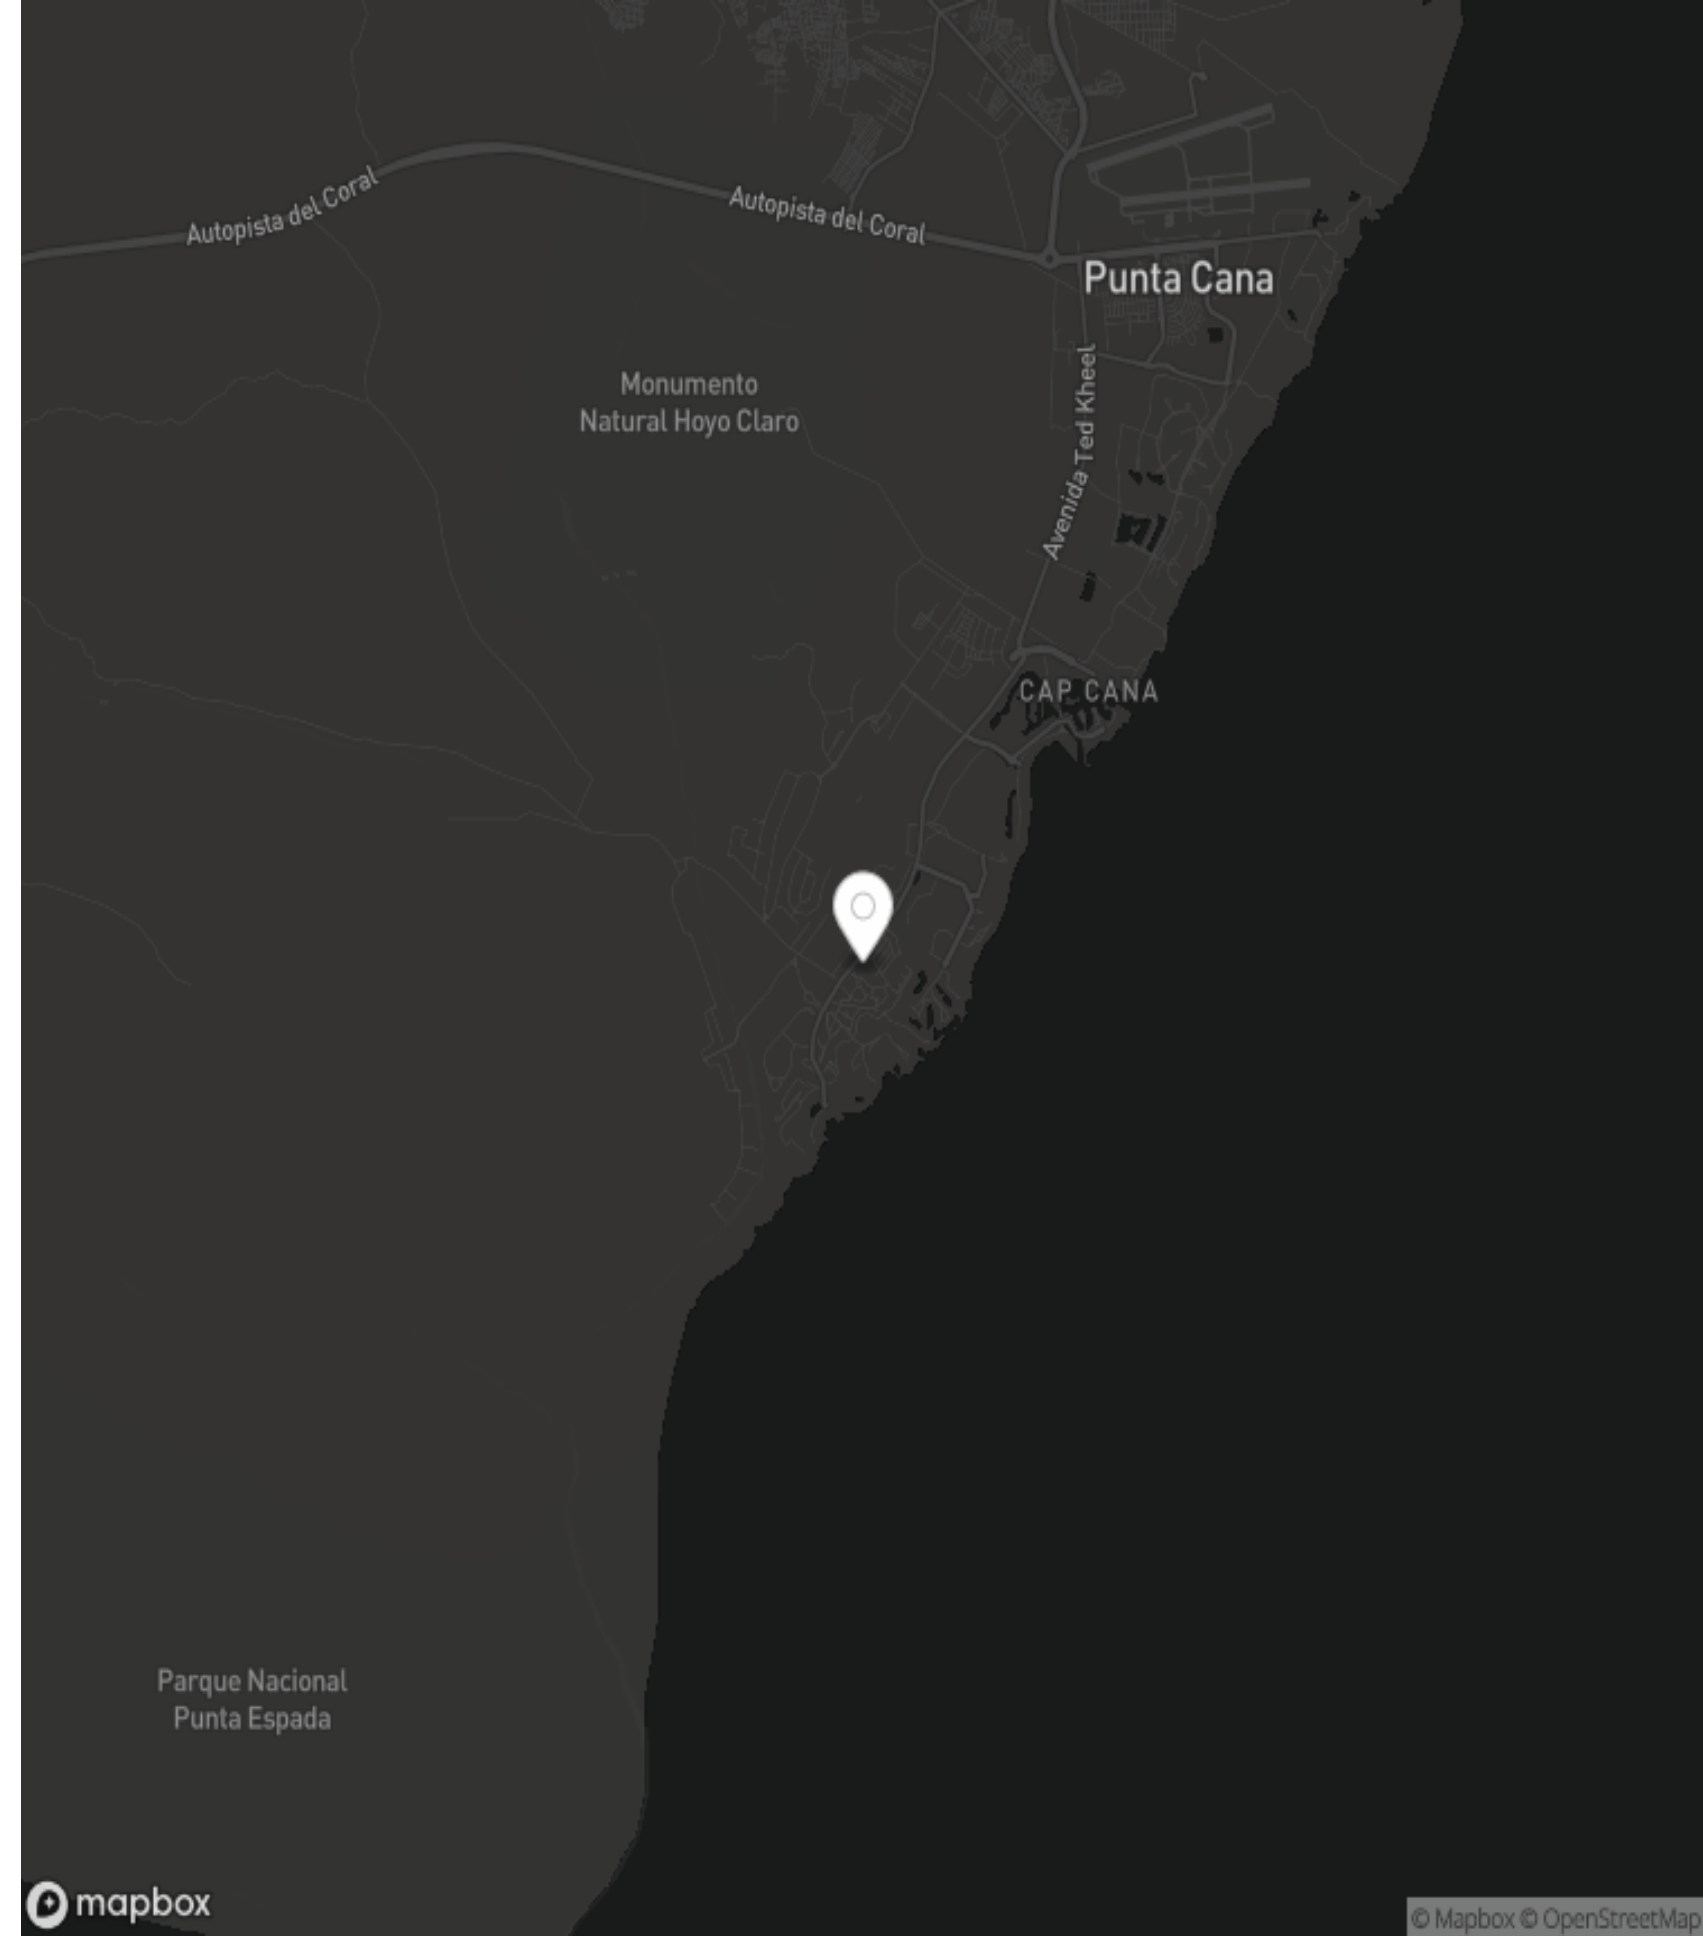 Autopista del Coral
Autopista del Coral
Punta Cana
Monumento
Natural Hoyo Claro
Avenida Ted Kheel
CAP CANA
Parque Nacional
Punta Espada
mapbox
© Mapbox © OpenStreetMap